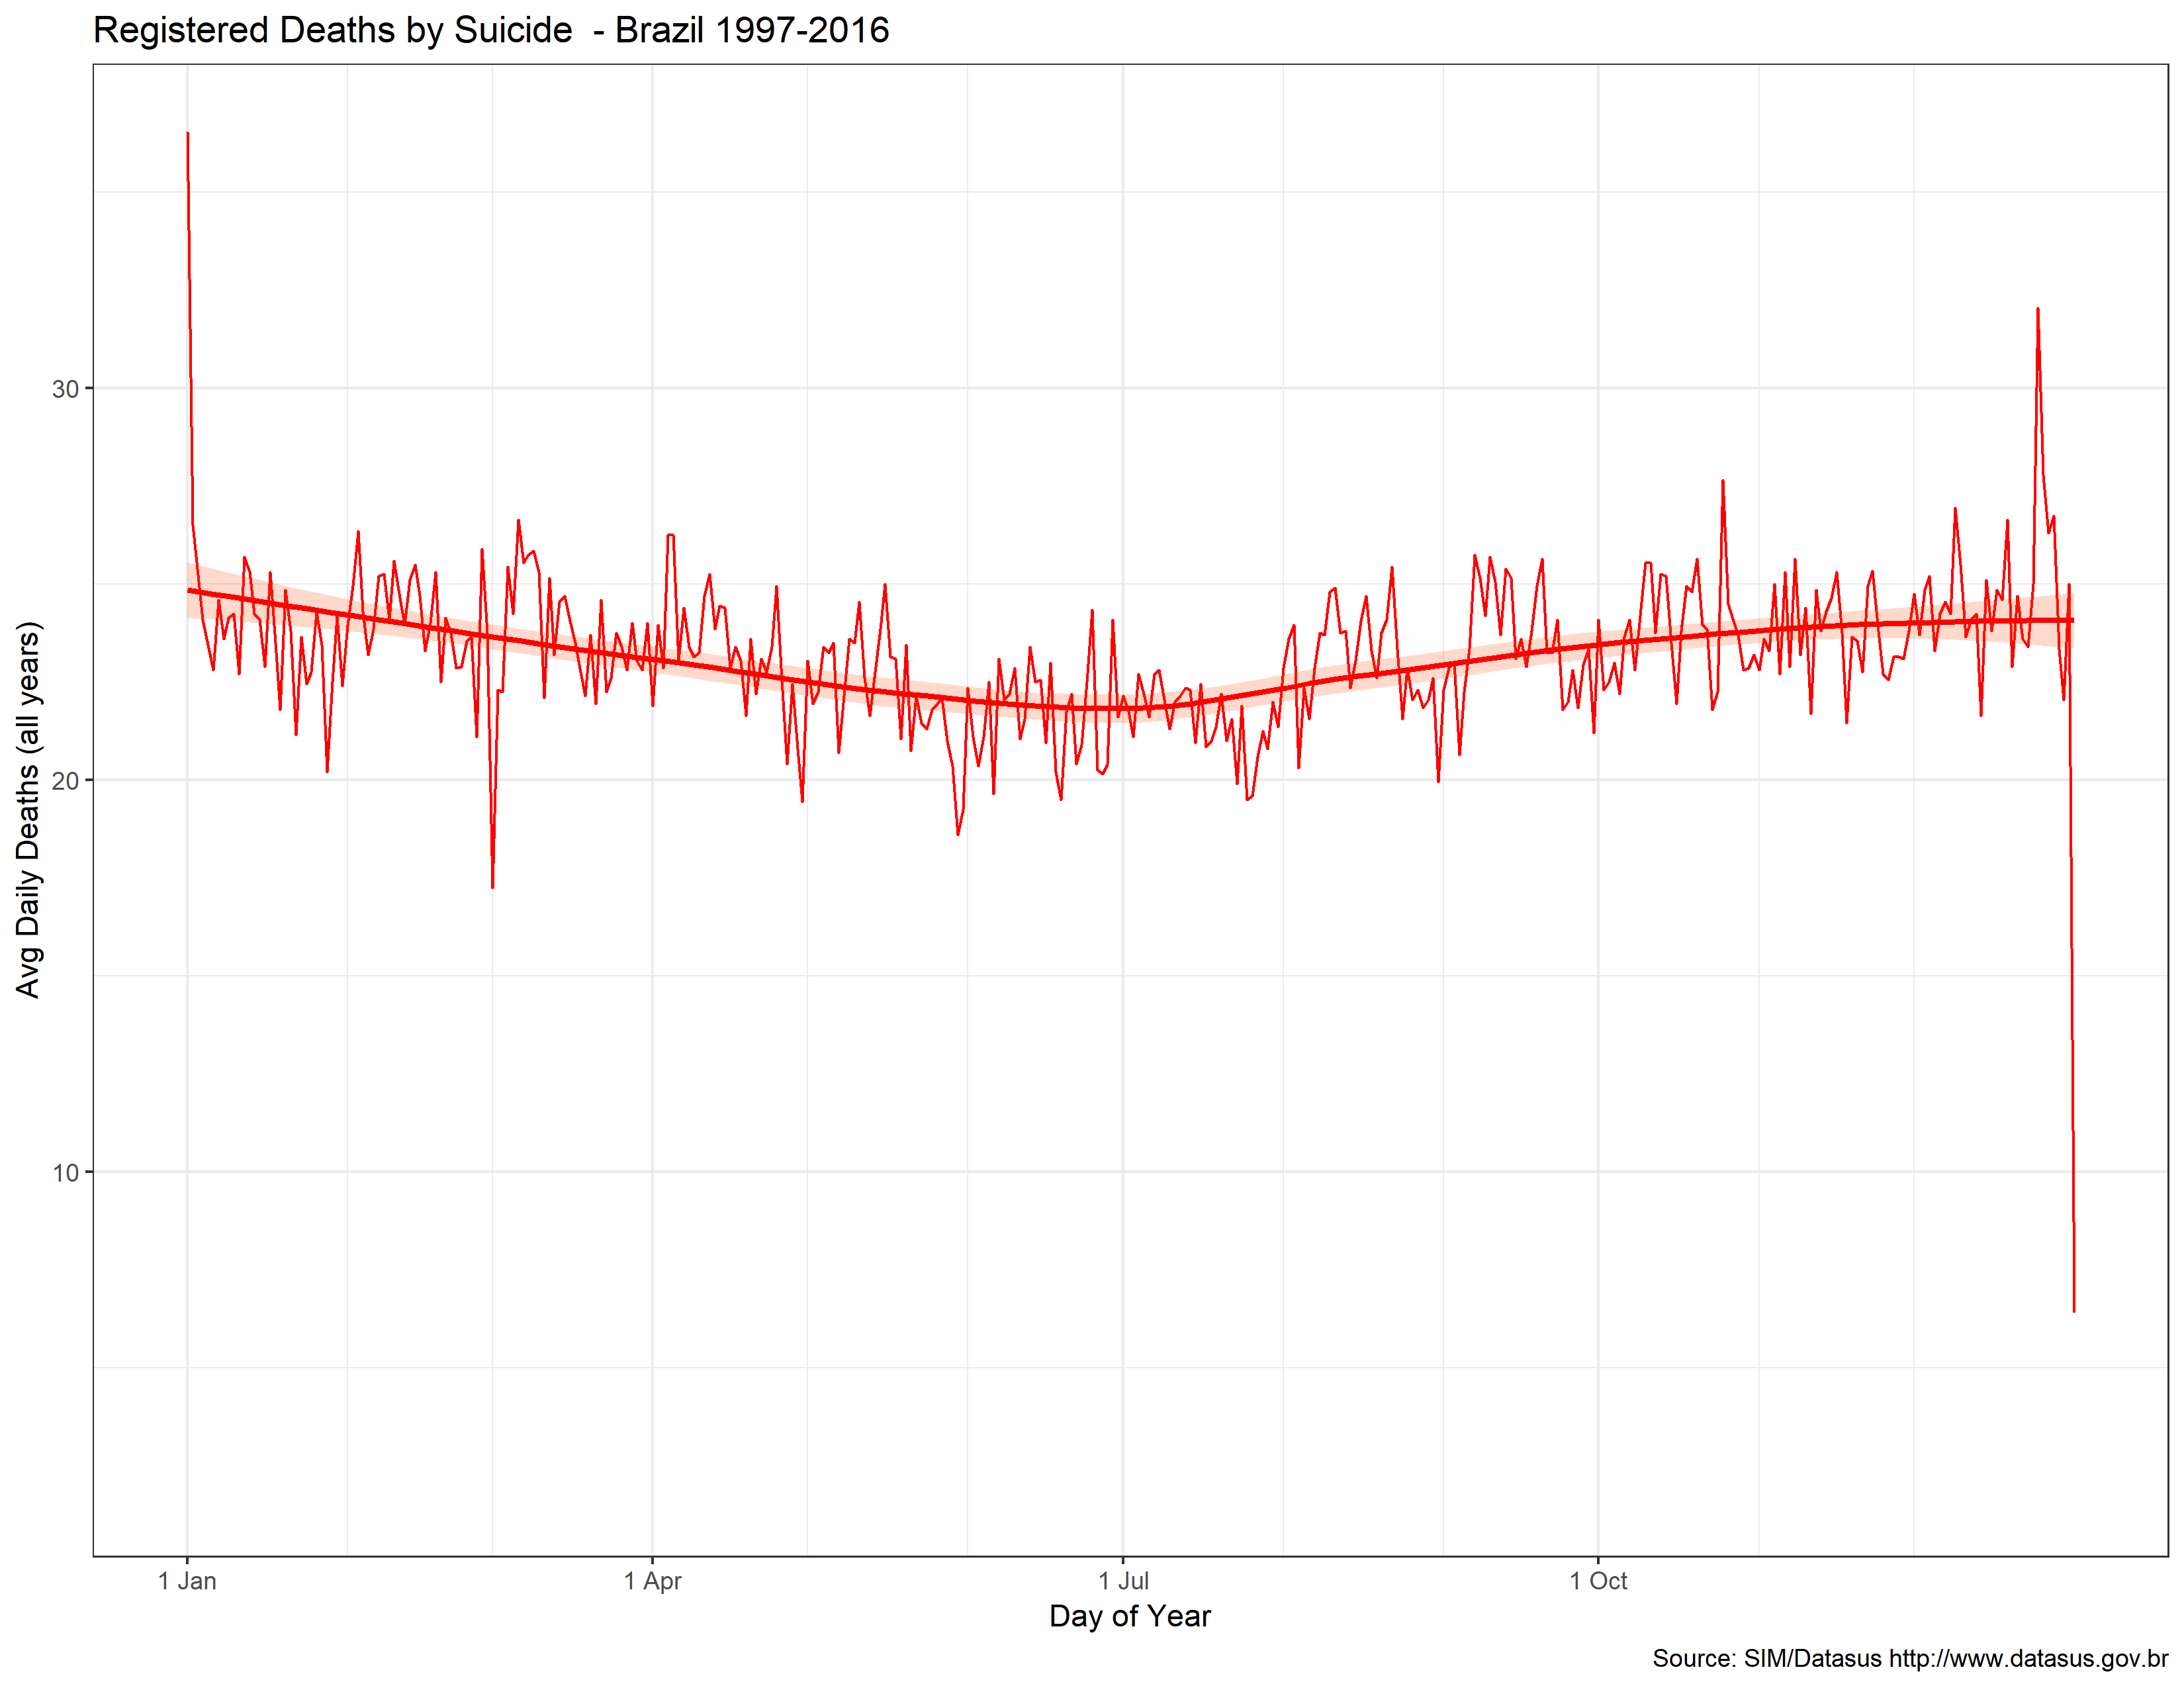 Registered Deaths by Suicide  - Brazil 1997-2016
Avg Daily Deaths (all years)
30
20
10
1 Jan
1 Apr
1 Jul
1 Oct
Day of Year
Source: SIM/Datasus http://www.datasus.gov.br